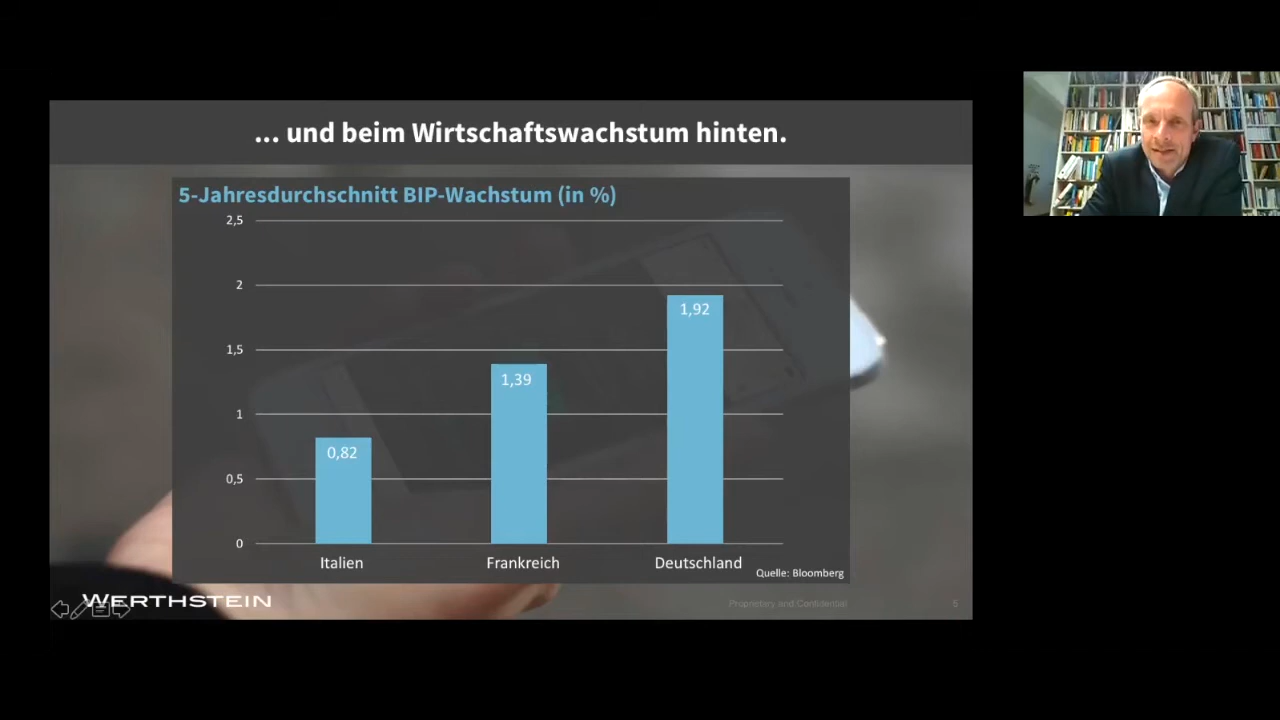 ... und beim Wirtschaftswachstum hinten.
5-Jahresdurchschnitt BIP-Wachstum (in %)
2,5
2
1,5
1
0,5
0
0,82
1,39
1,92
Italien Frankreich Deutschland
Quelle: Bloomberg
WERTHSTEIN
Proprietary and Confidential 5